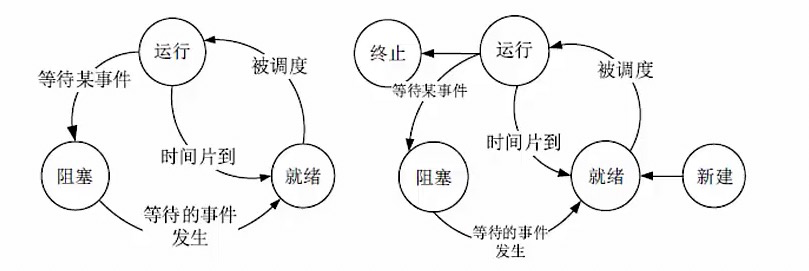 运行
等待某事件
被调度
时间片到
阻塞
就绪
等待的事件
发生
终止
运行
等待某事件
被调度
时间片到
阻塞
就绪
新建
等待的事件
发生